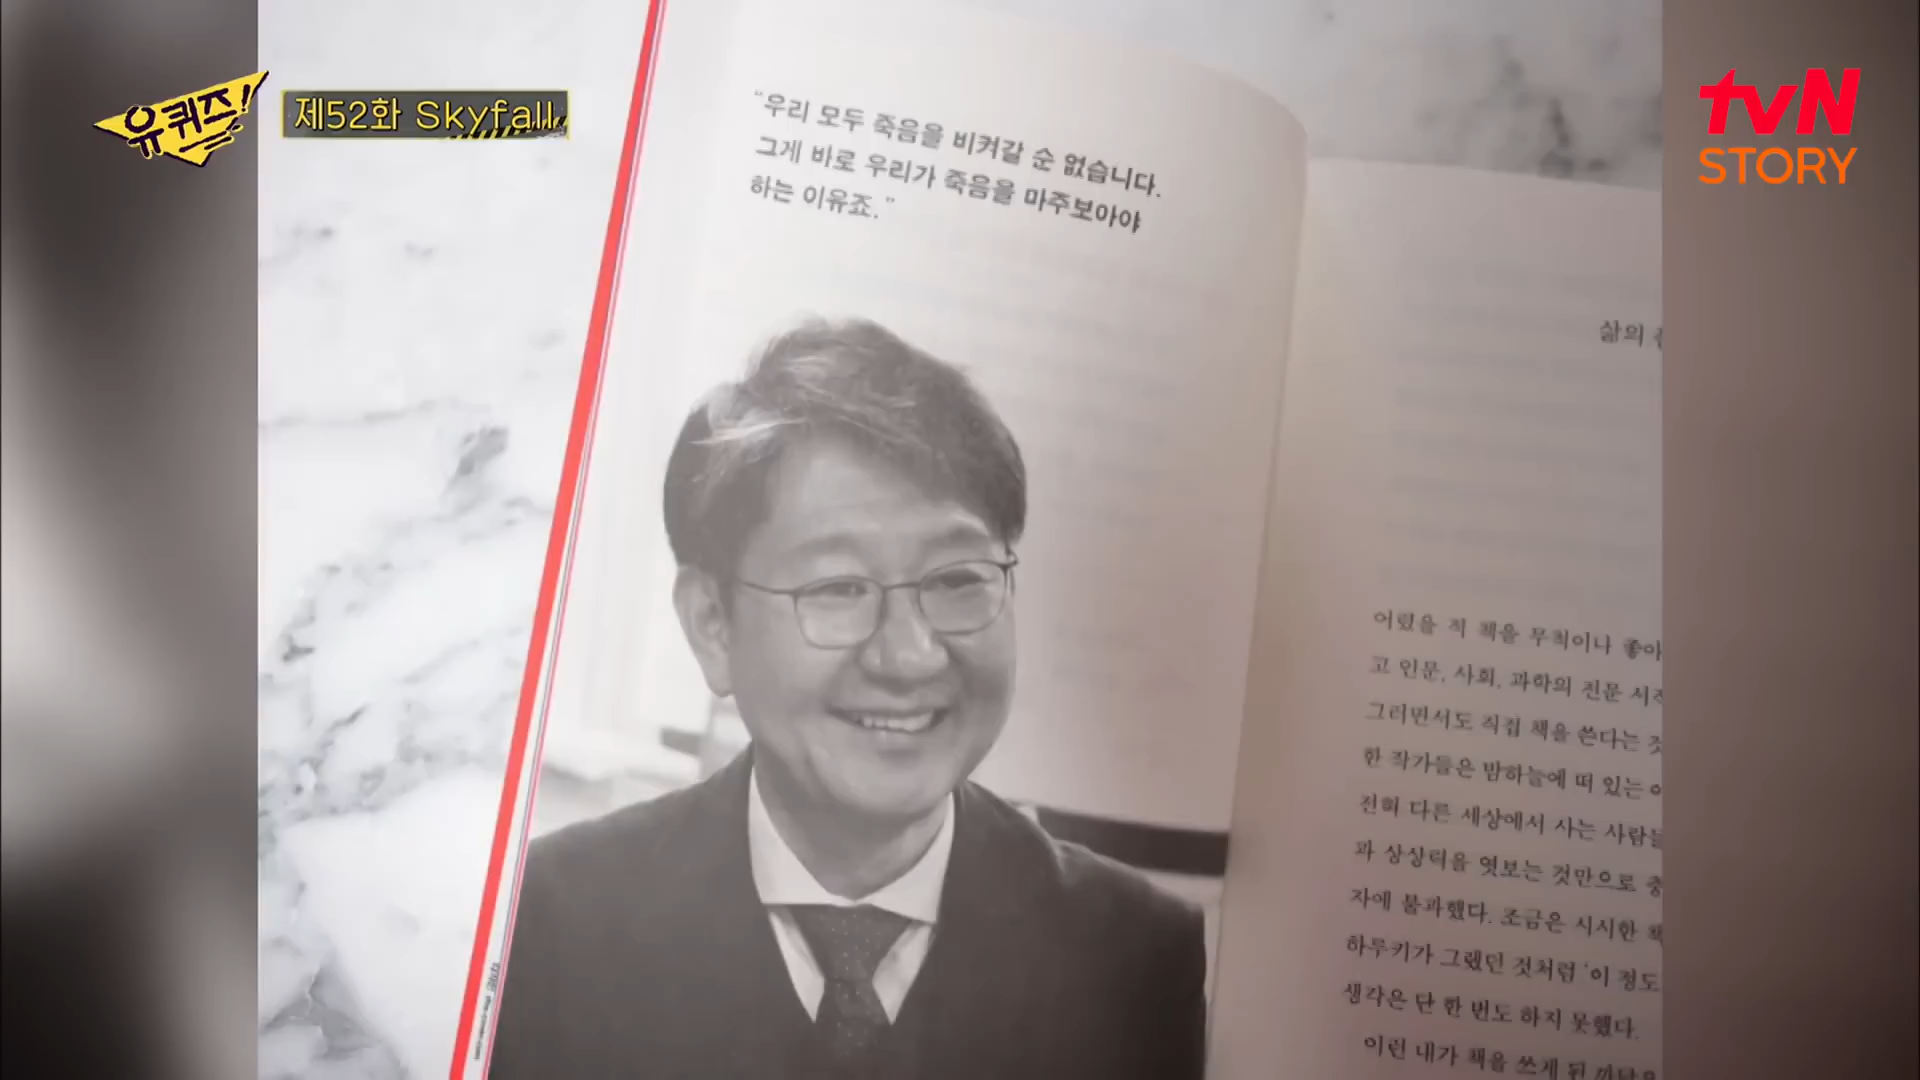 유퀴즈!
제52화 Skyfall
tvN
STORY
"우리 모두 죽음을 비켜갈 순 없습니다.
그게 바로 우리가 죽음을 마주보아야
하는 이유죠."
삶의
어렸을 적 책을 무척이나 좋아
고 인문, 사회, 과학의 전문 서적
그러면서도 직접 책을 쓴다는 것
한 작가들은 밤하늘에 떠 있는
전혀 다른 세상에서 사는 사람들
과 상상력을 엿보는 것만으로 충
자에 불과했다. 조금은 시시한 책
하루키가 그랬던 것처럼 '이 정도
생각은 단 한 번도 하지 못했다.
이런 내가 책을 쓰게 된